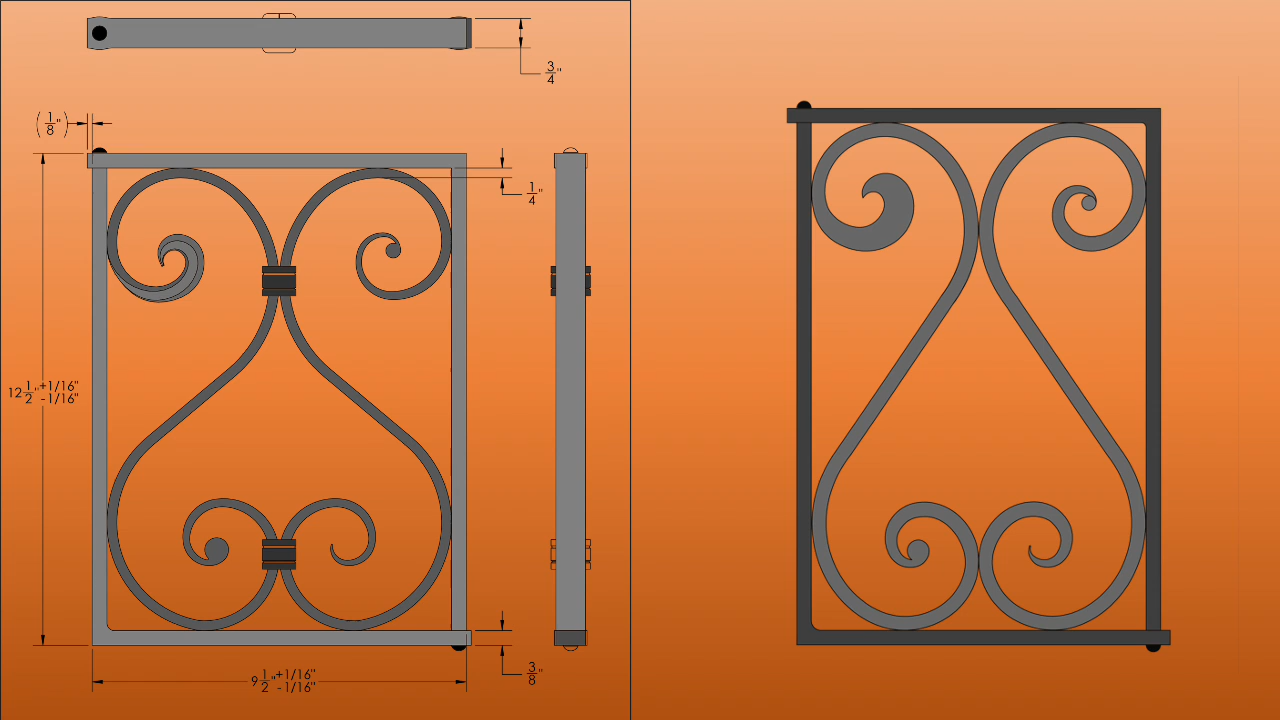 3/4"
(1/8")
1/4"
12 1/2" +1/16" -1/16"
3/8"
9 1/2" +1/16" -1/16"